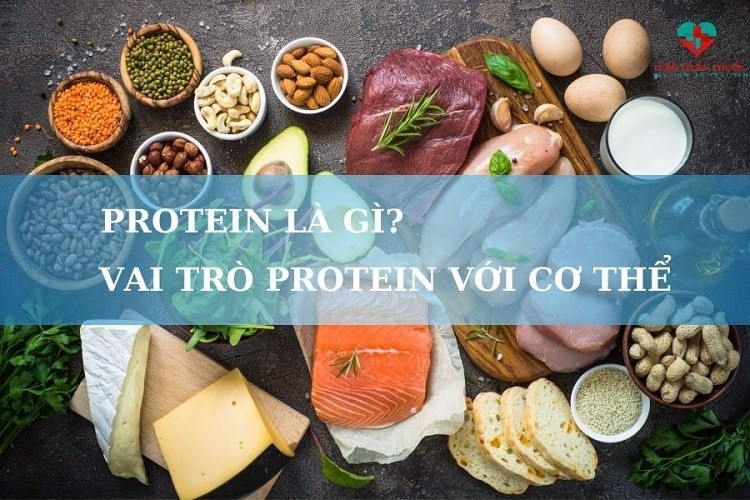 PROTEIN LÀ GÌ?
VAI TRÒ PROTEIN VỚI CƠ THỂ